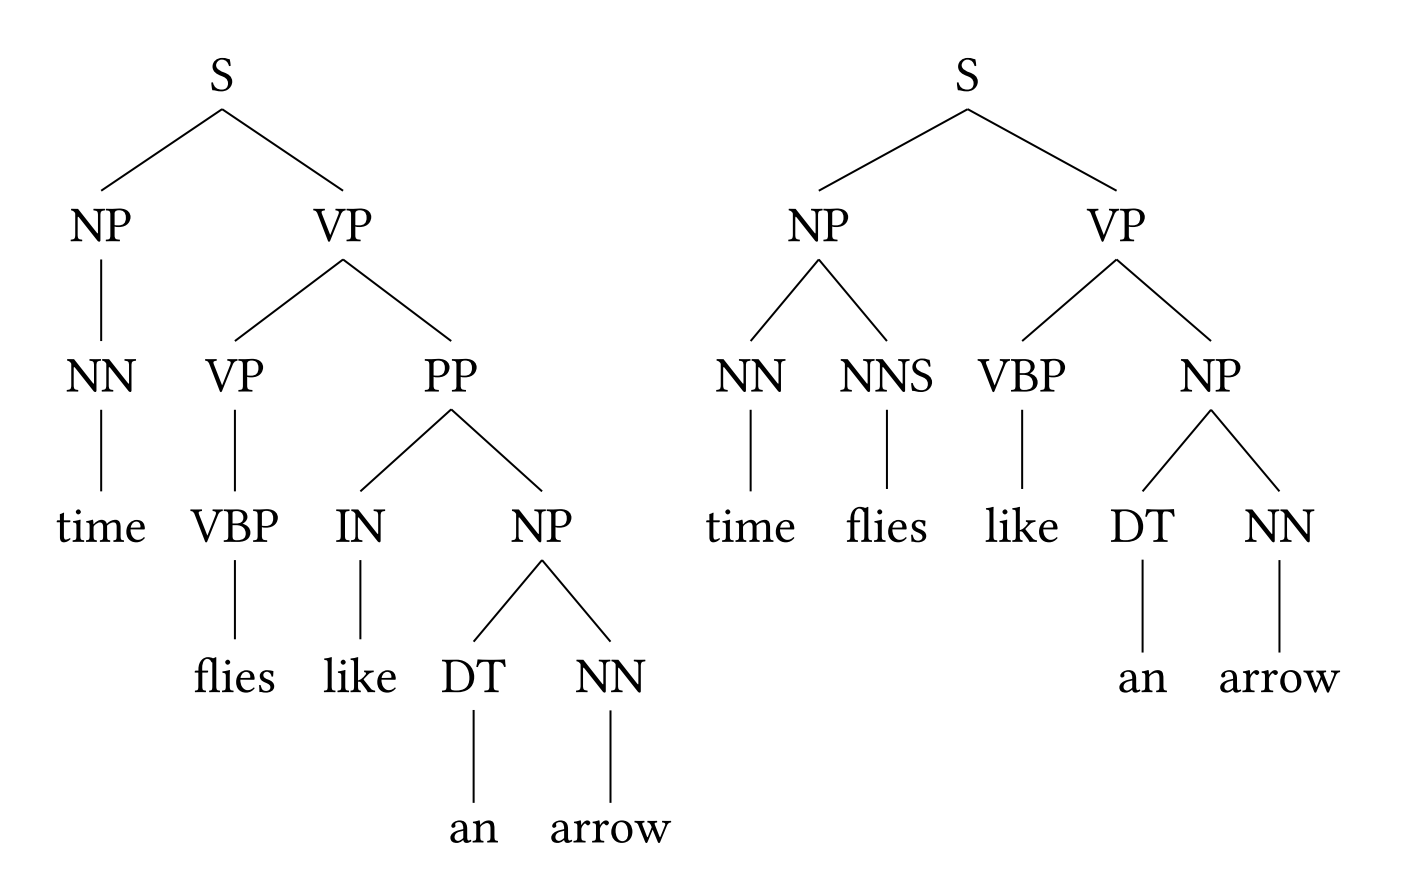 S S
NP VP NP VP
NN VP PP NN NNS VBP NP
time VBP IN NP time flies like DT NN
flies like DT NN an arrow
an arrow